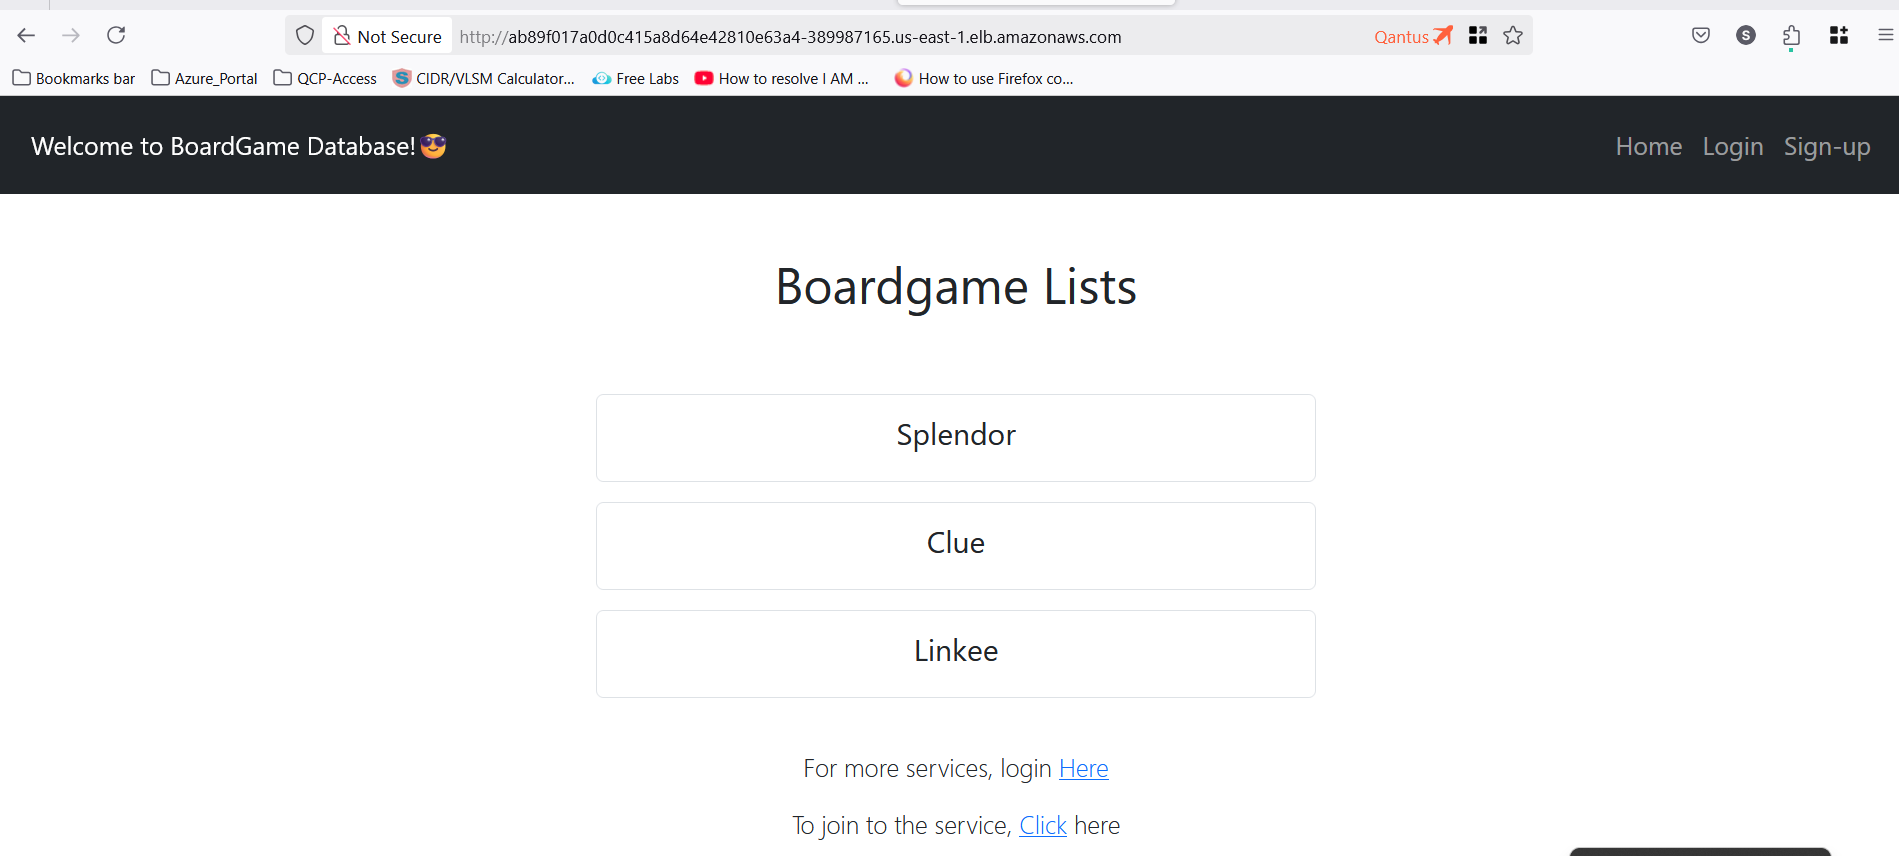 Not Secure http://ab89f017a0d0c415a8d64e42810e63a4-389987165.us-east-1.elb.amazonaws.com Qantus S
Bookmarks bar Azure_Portal QCP-Access S CIDR/VLSM Calculator... Free Labs How to resolve I AM ... How to use Firefox co...
Welcome to BoardGame Database!😎 Home Login Sign-up
Boardgame Lists
Splendor
Clue
Linkee
For more services, login Here
To join to the service, Click here